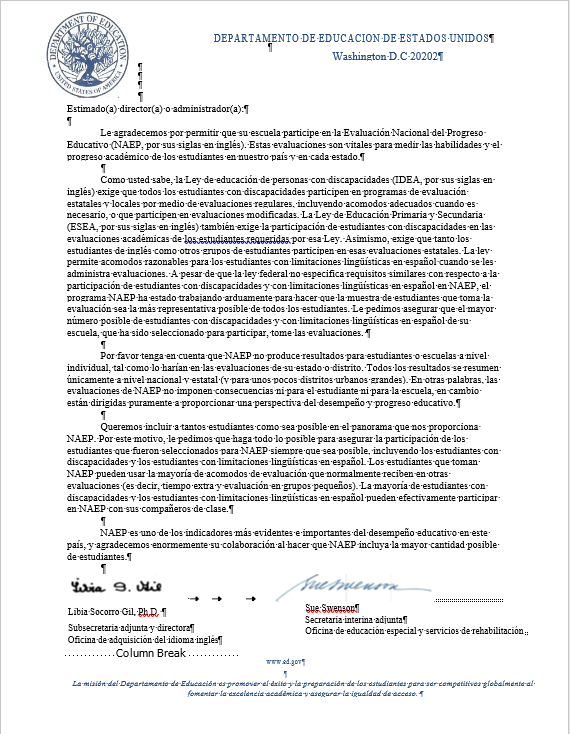 DEPARTMENT OF EDUCATION
UNITED STATES OF AMERICA
DEPARTAMENTO DE EDUCACION DE ESTADOS UNIDOS¶
¶
Washington D.C 20202¶
¶
¶
¶
¶
Estimado(a) director(a) o administrador(a):¶
¶
Le agradecemos por permitir que su escuela participe en la Evaluación Nacional del Progreso
Educativo (NAEP, por sus siglas en inglés). Estas evaluaciones son vitales para medir las habilidades y el
progreso académico de los estudiantes en nuestro país y en cada estado.¶
¶
Como usted sabe, la Ley de educación de personas con discapacidades (IDEA, por sus siglas en
inglés) exige que todos los estudiantes con discapacidades participen en programas de evaluación
estatales y locales por medio de evaluaciones regulares, incluyendo acomodos adecuados cuando es
necesario, o que participen en evaluaciones modificadas. La Ley de Educación Primaria y Secundaria
(ESEA, por sus siglas en inglés) también exige la participación de estudiantes con discapacidades en las
evaluaciones académicas de los estudiantes requeridas por esa Ley. Asimismo, exige que tanto los
estudiantes de inglés como otros grupos de estudiantes participen en esas evaluaciones estatales. La ley
permite acomodos razonables para los estudiantes con limitaciones lingüísticas en español cuando se les
administra evaluaciones. A pesar de que la ley federal no especifica requisitos similares con respecto a la
participación de estudiantes con discapacidades y con limitaciones lingüísticas en español en NAEP, el
programa NAEP ha estado trabajando arduamente para hacer que la muestra de estudiantes que toma la
evaluación sea la más representativa posible de todos los estudiantes. Le pedimos asegurar que el mayor
número posible de estudiantes con discapacidades y con limitaciones lingüísticas en español de su
escuela, que ha sido seleccionado para participar, tome las evaluaciones. ¶
¶
Por favor tenga en cuenta que NAEP no produce resultados para estudiantes o escuelas a nivel
individual, tal como lo harían en las evaluaciones de su estado o distrito. Todos los resultados se resumen
únicamente a nivel nacional y estatal (y para unos pocos distritos urbanos grandes). En otras palabras, las
evaluaciones de NAEP no imponen consecuencias ni para el estudiante ni para la escuela, en cambio
están dirigidas puramente a proporcionar una perspectiva del desempeño y progreso educativo.¶
¶
Queremos incluir a tantos estudiantes como sea posible en el panorama que nos proporciona
NAEP. Por este motivo, le pedimos que haga todo lo posible para asegurar la participación de los
estudiantes que fueron seleccionados para NAEP siempre que sea posible, incluyendo los estudiantes con
discapacidades y los estudiantes con limitaciones lingüísticas en español. Los estudiantes que toman
NAEP pueden usar la mayoría de acomodos de evaluación que normalmente reciben en otras
evaluaciones (es decir, tiempo extra y evaluación en grupos pequeños). La mayoría de estudiantes con
discapacidades y con limitaciones lingüísticas en español pueden efectivamente participar
en NAEP con sus compañeros de clase.¶
¶
NAEP es uno de los indicadores más evidentes e importantes del desempeño educativo en este
país, y agradecemos enormemente su colaboración al hacer que NAEP incluya la mayor cantidad posible
de estudiantes.¶
¶
Libia S. Gil
Sue Swenson
Libia Socorro Gil, Ph.D. ¶
Subsecretaria adjunta y directora¶
Oficina de adquisición del idioma inglés¶
Sue Swenson¶
Secretaria interina adjunta¶
Oficina de educación especial y servicios de rehabilitación
Column Break
www.ed.gov¶
¶
La misión del Departamento de Educación es promover el éxito y la preparación de los estudiantes para ser competitivos globalmente al
fomentar la excelencia académica y asegurar la igualdad de acceso. ¶